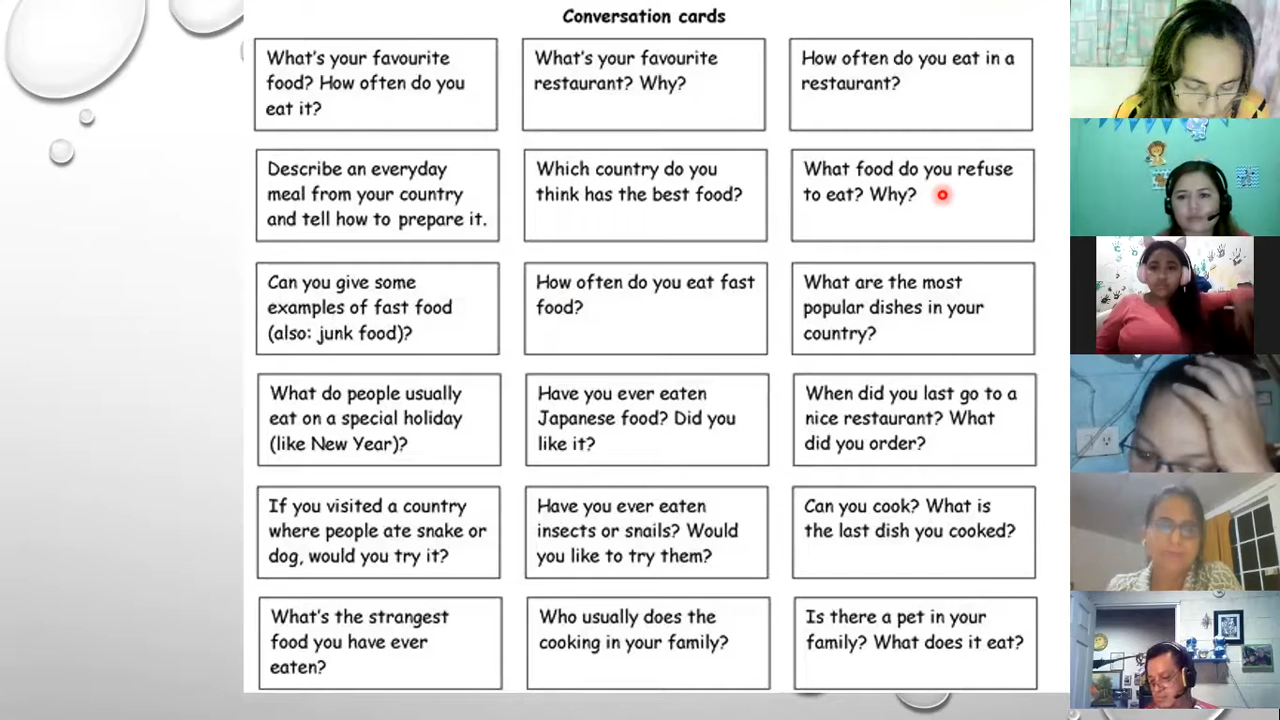 Conversation cards
What's your favourite
food? How often do you
eat it?
What's your favourite
restaurant? Why?
How often do you eat in a
restaurant?
Describe an everyday
meal from your country
and tell how to prepare it.
Which country do you
think has the best food?
What food do you refuse
to eat? Why?
Can you give some
examples of fast food
(also: junk food)?
How often do you eat fast
food?
What are the most
popular dishes in your
country?
What do people usually
eat on a special holiday
(like New Year)?
Have you ever eaten
Japanese food? Did you
like it?
When did you last go to a
nice restaurant? What
did you order?
If you visited a country
where people ate snake or
dog, would you try it?
Have you ever eaten
insects or snails? Would
you like to try them?
Can you cook? What is
the last dish you cooked?
What's the strangest
food you have ever
eaten?
Who usually does the
cooking in your family?
Is there a pet in your
family? What does it eat?